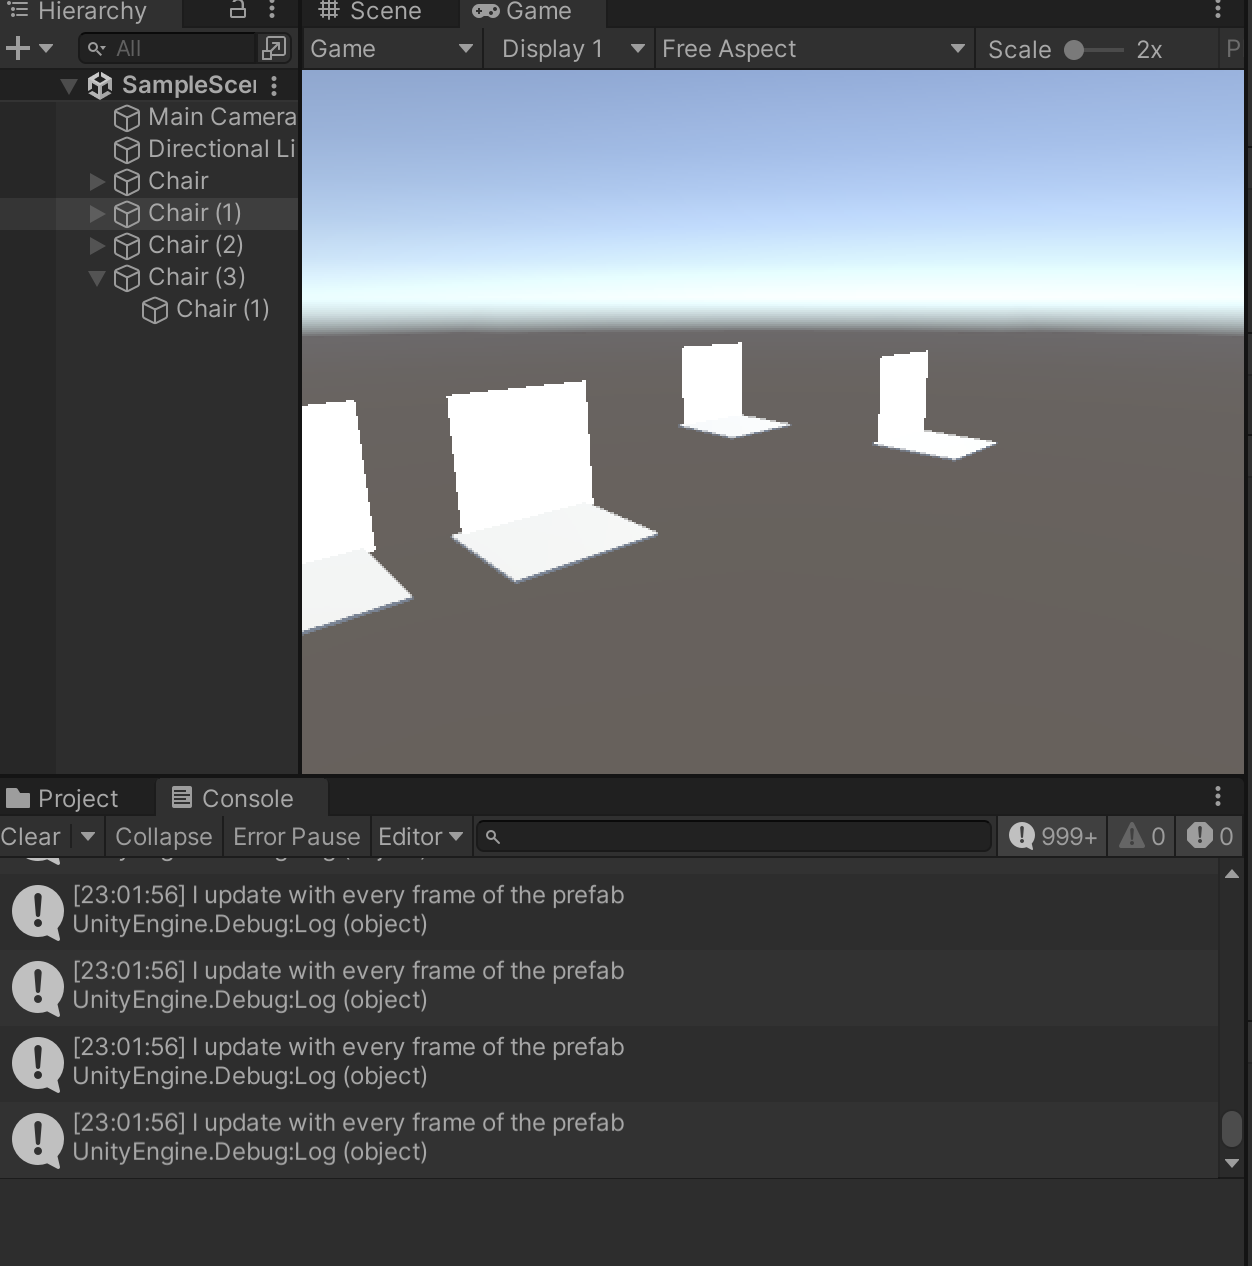 Hierarchy
Scene
Game
All
Game
Display 1
Free Aspect
Scale
2x
P
SampleSce
Main Camera
Directional Li
Chair
Chair (1)
Chair (2)
Chair (3)
Chair (1)
Project
Console
Clear
Collapse
Error Pause
Editor
999+
0
0
[23:01:56] I update with every frame of the prefab
UnityEngine.Debug:Log (object)
[23:01:56] I update with every frame of the prefab
UnityEngine.Debug:Log (object)
[23:01:56] I update with every frame of the prefab
UnityEngine.Debug:Log (object)
[23:01:56] I update with every frame of the prefab
UnityEngine.Debug:Log (object)